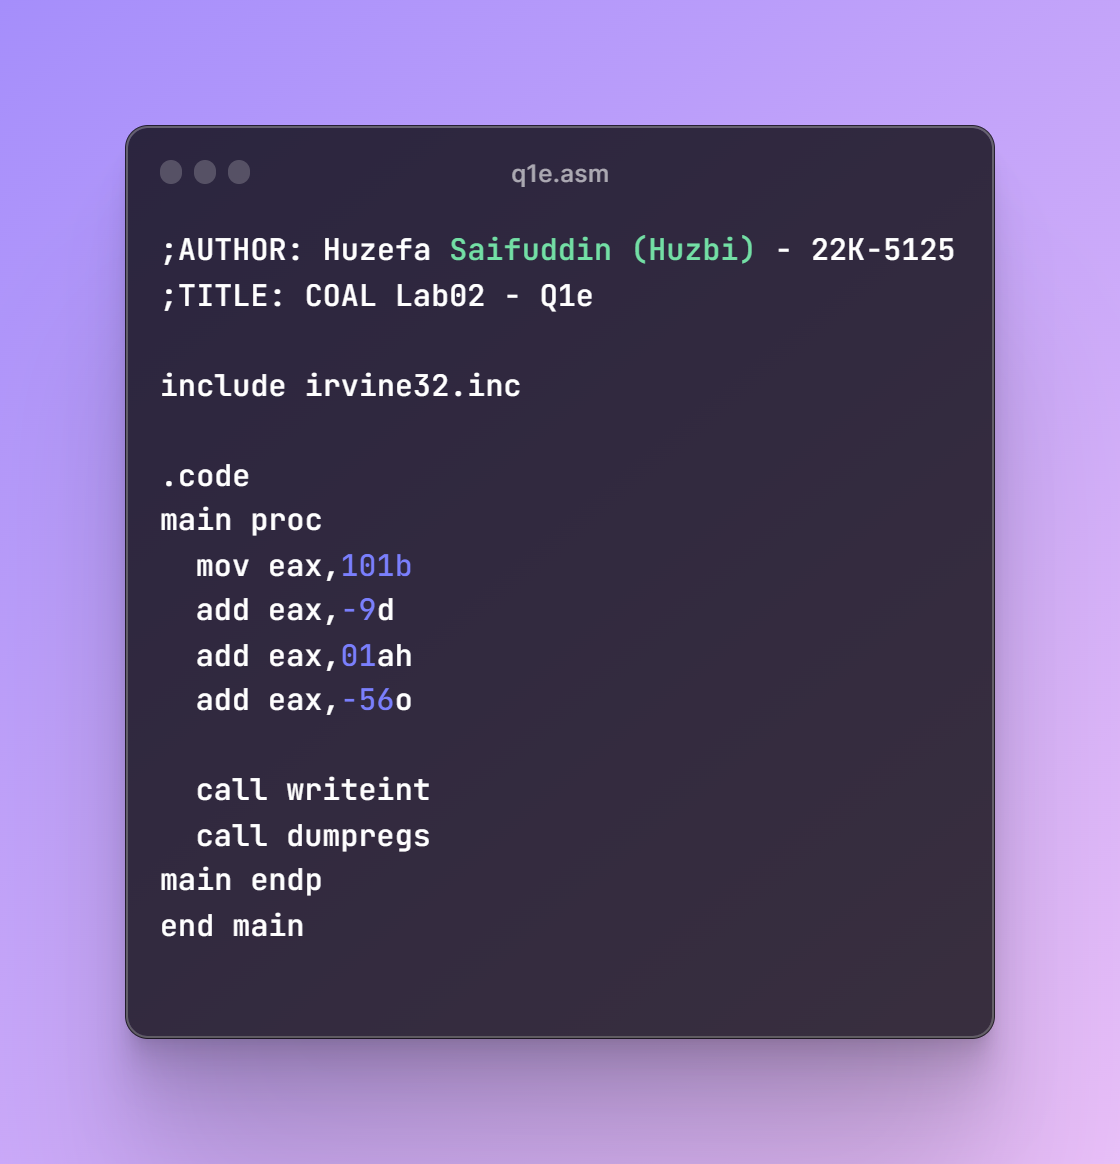 q1e.asm
;AUTHOR: Huzefa Saifuddin (Huzbi) - 22K-5125
;TITLE: COAL Lab02 - Q1e
include irvine32.inc
.code
main proc
mov eax,101b
add eax,-9d
add eax,01ah
add eax,-56o
call writeint
call dumpregs
main endp
end main